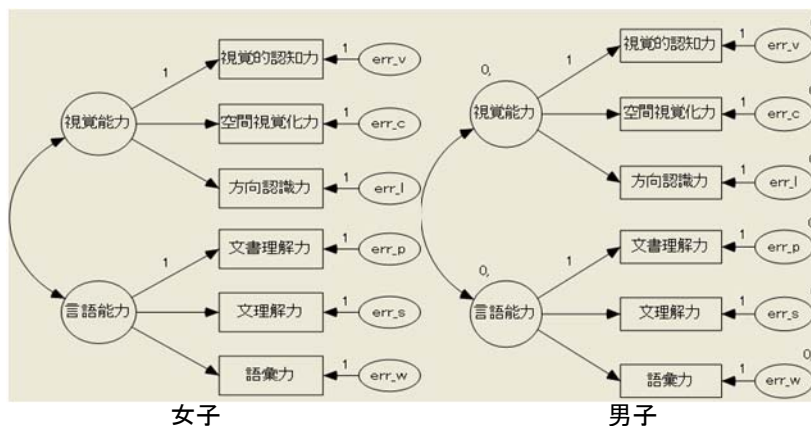 視覚的認知力
1
err_v
1
視覚能力
空間視覚化力
1
err_c
方向認識力
1
err_l
文書理解力
1
err_p
1
言語能力
文理解力
1
err_s
語彙力
1
err_w
女子
視覚的認知力
1
err_v
0,
1
視覚能力
空間視覚化力
1
err_c
方向認識力
1
err_l
文書理解力
1
err_p
0,
1
言語能力
文理解力
1
err_s
語彙力
1
err_w
0
男子